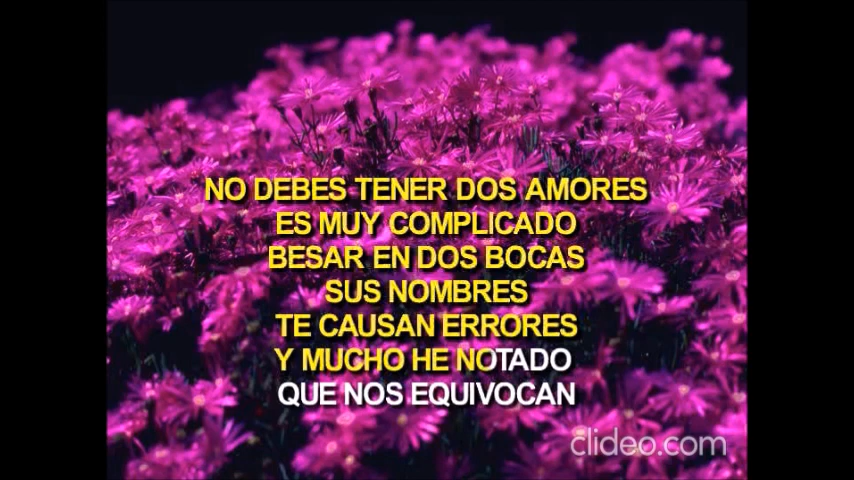 NO DEBES TENER DOS AMORES
ES MUY COMPLICADO
BESAR EN DOS BOCAS
SUS NOMBRES
TE CAUSAN ERRORES
Y MUCHO HE NOTADO
QUE NOS EQUIVOCAN
clideo.com